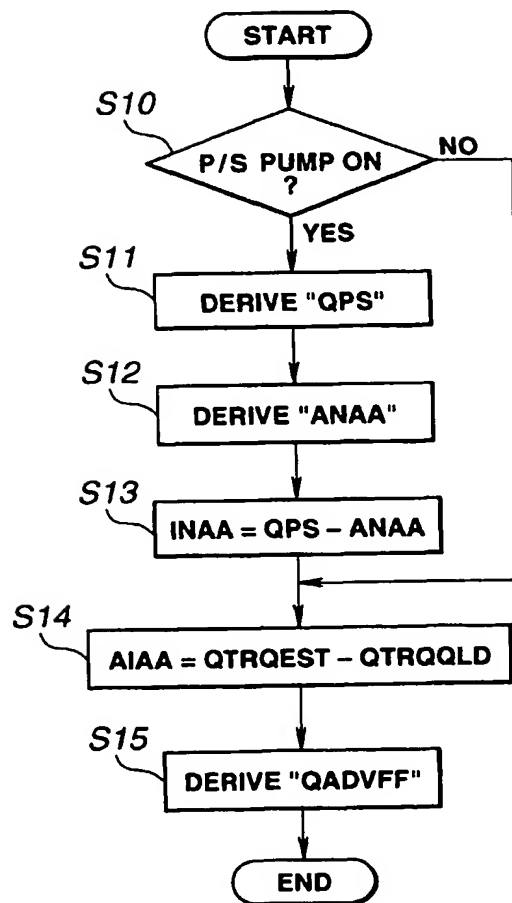 START
S10
P/S PUMP ON
?
NO
YES
S11
DERIVE "QPS"
S12
DERIVE "ANAA"
S13
INAA = QPS – ANAA
S14
AIAA = QTRQEST – QTRQQLD
S15
DERIVE "QADVFF"
END